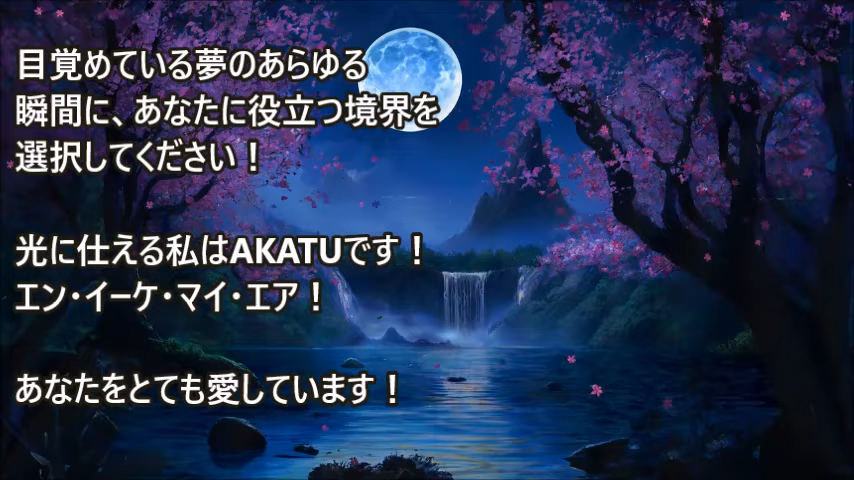 目覚めている夢のあらゆる
瞬間に、あなたに役立つ境界を
選択してください！
光に仕える私はAKATUです！
エン・イーケ・マイ・エア！
あなたをとても愛しています！